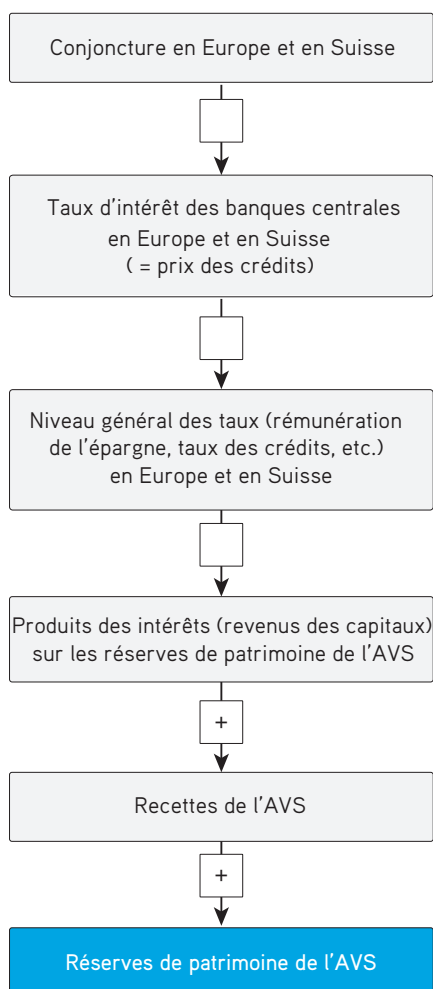 Conjoncture en Europe et en Suisse
Taux d'intérêt des banques centrales
en Europe et en Suisse
( = prix des crédits)
Niveau général des taux (rémunération
de l'épargne, taux des crédits, etc.)
en Europe et en Suisse
Produits des intérêts (revenus des capitaux)
sur les réserves de patrimoine de l'AVS
+
Recettes de l'AVS
+
Réserves de patrimoine de l'AVS